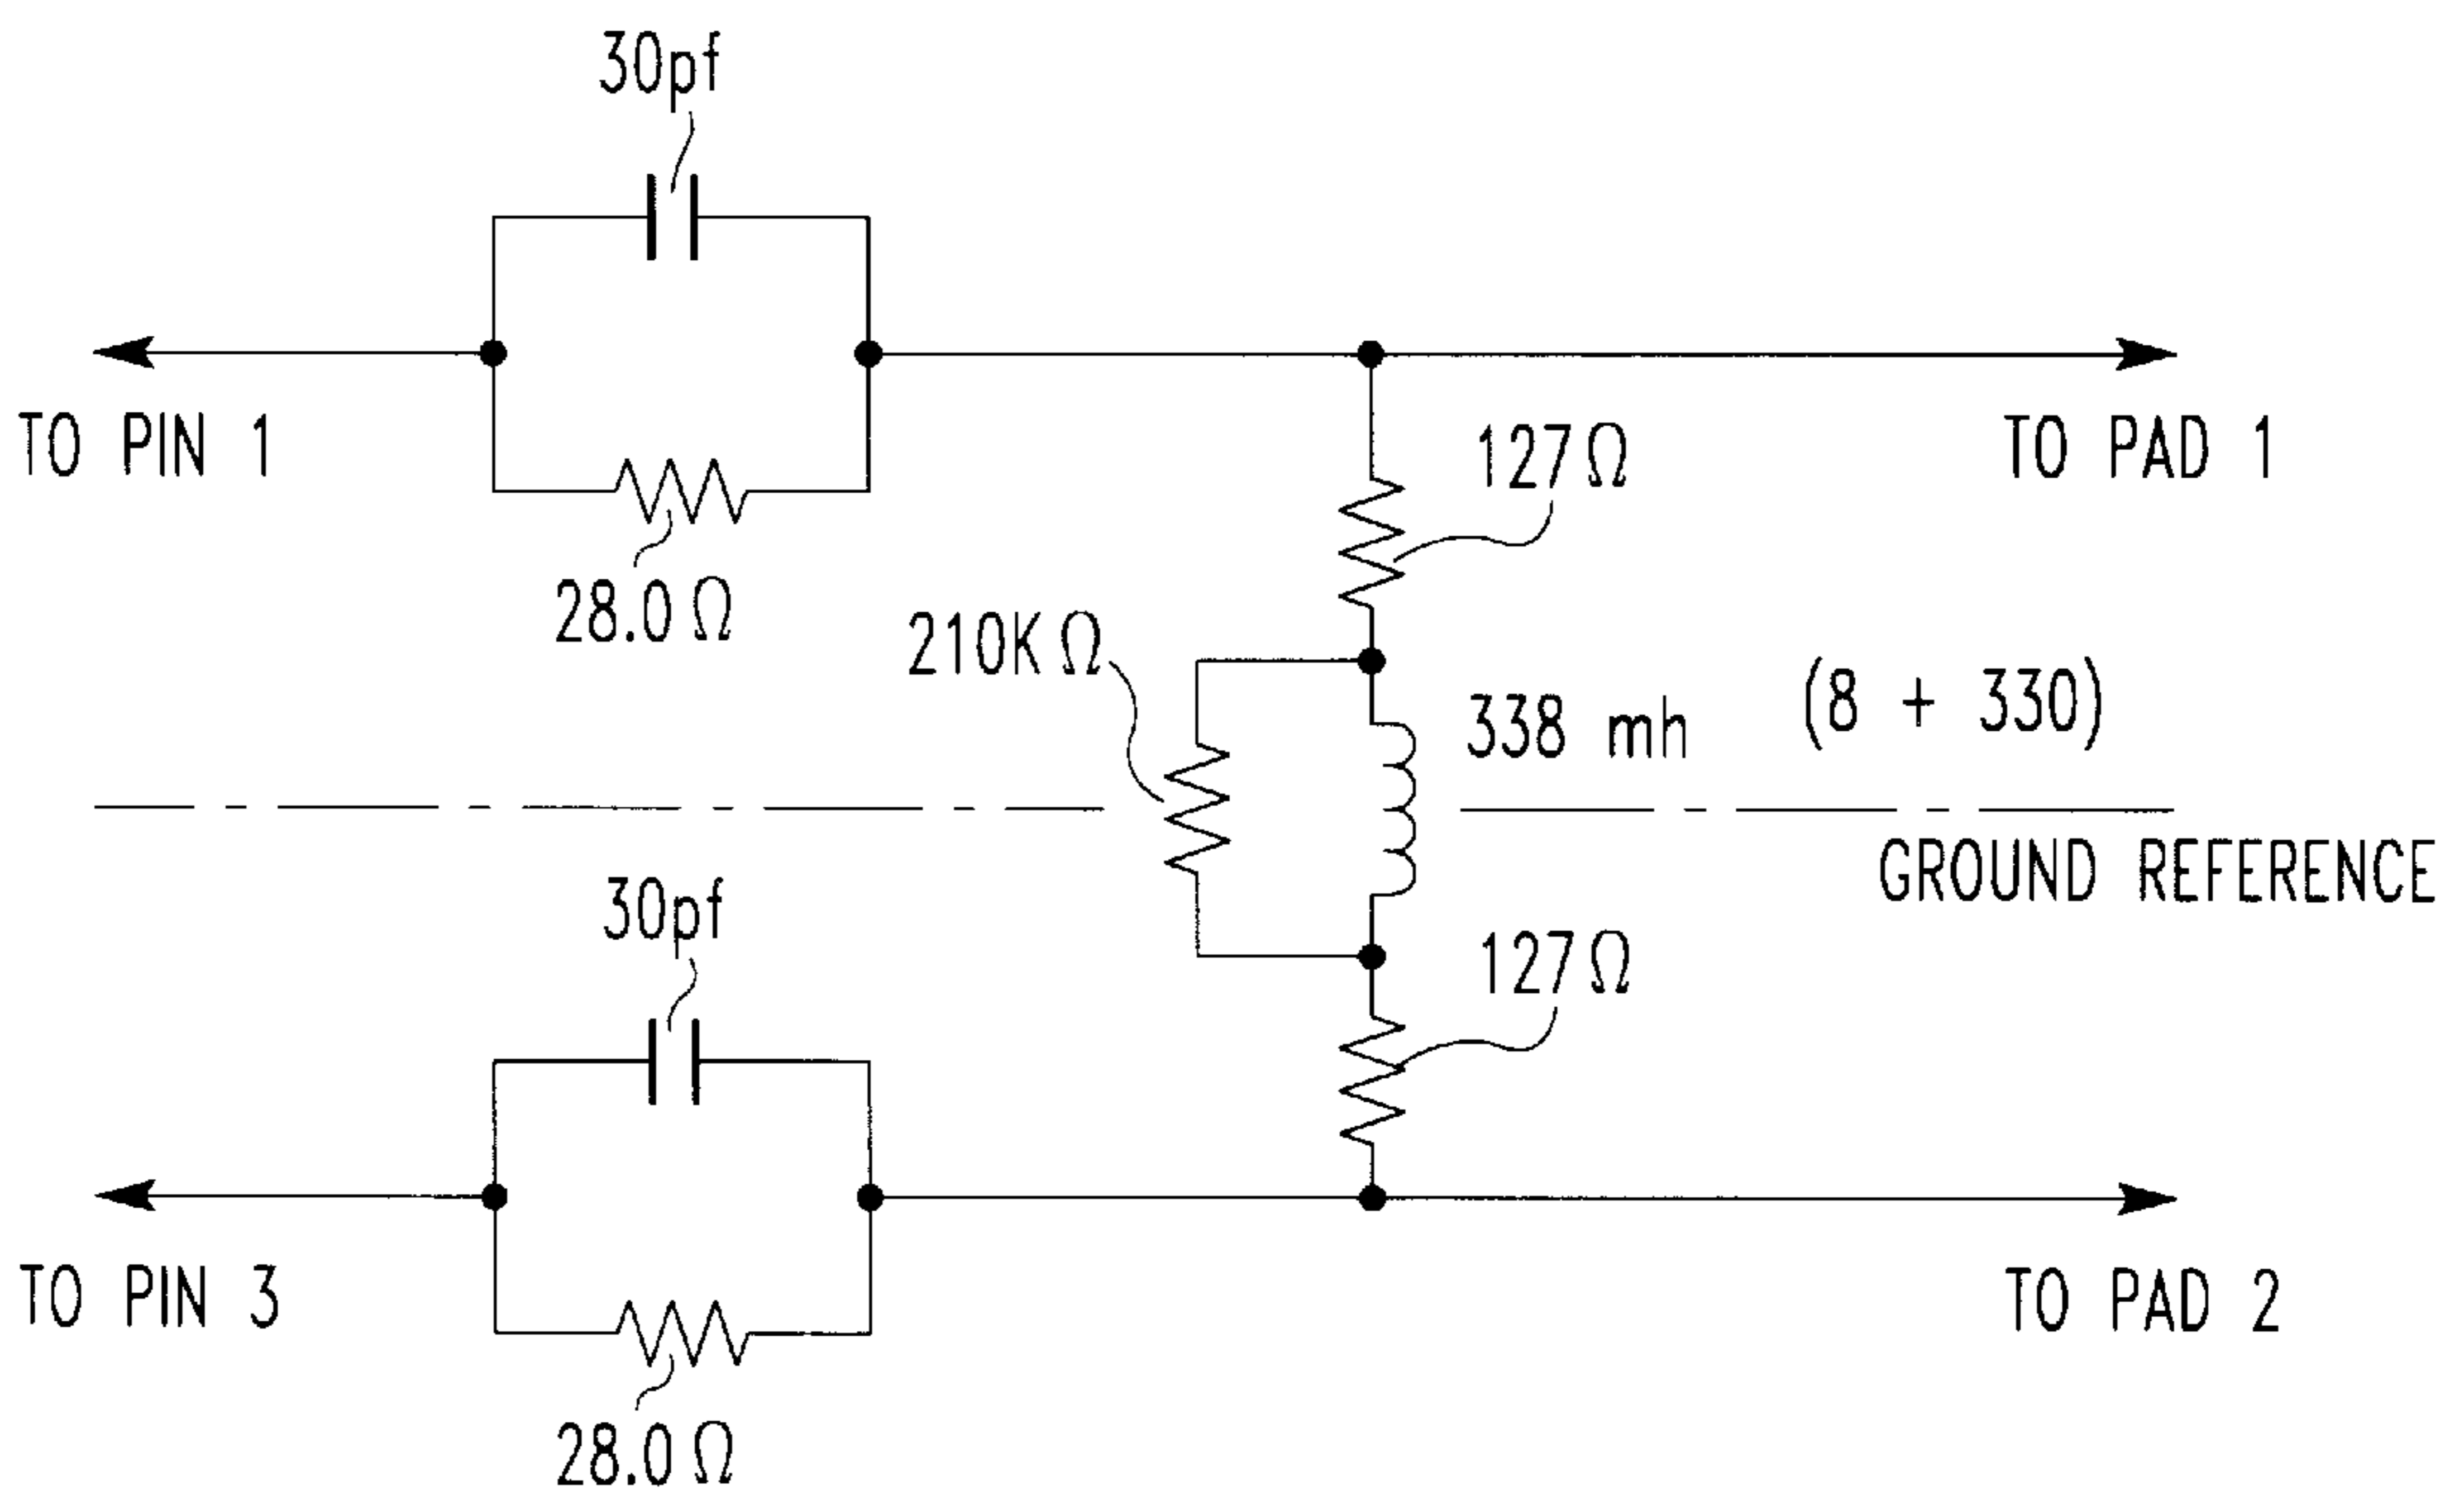 30pf
TO PIN 1
TO PAD 1
127Ω
28.0Ω
210KΩ
338 mh (8 + 330)
GROUND REFERENCE
30pf
127Ω
TO PIN 3
TO PAD 2
28.0Ω